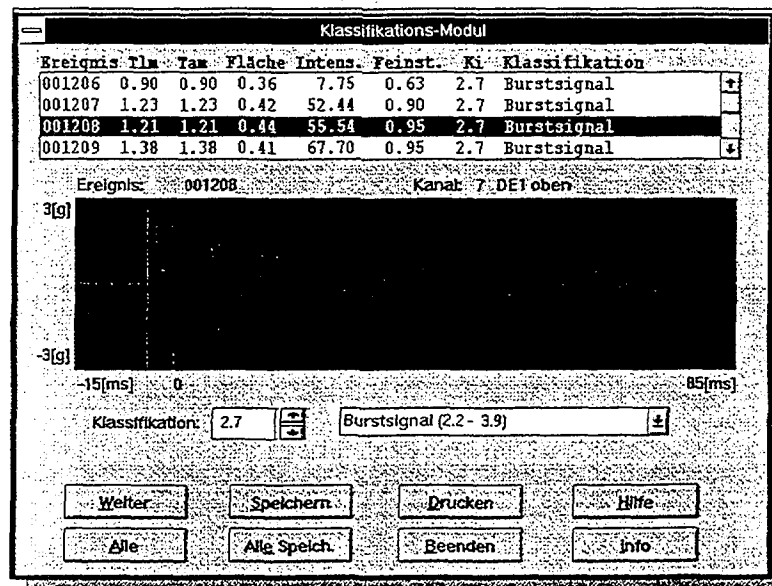 Klassifikations-Modul
Ereignis Tlm Tam Fläche Intens. Feinst. Ki Klassifikation
001206 0.90 0.90 0.36 7.75 0.63 2.7 Burstsignal
001207 1.23 1.23 0.42 52.44 0.90 2.7 Burstsignal
001208 1.21 1.21 0.44 55.54 0.95 2.7 Burstsignal
001209 1.38 1.38 0.41 67.70 0.95 2.7 Burstsignal
Ereignis: 001208 Kanal: 7 DE1 oben
3[g]
-3[g]
-15[ms] 0 85[ms]
Klassifikation: 2.7 Burstsignal (2.2 - 3.9)
Weiter Speichern Drucken Hilfe
Alle Alle Speich. Beenden Info